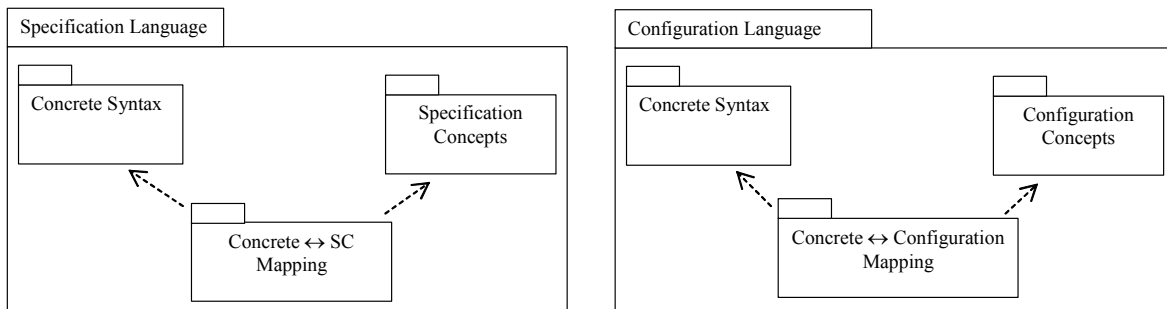 Specification Language
Concrete Syntax
Specification
Concepts
Concrete ↔ SC
Mapping
Configuration Language
Concrete Syntax
Configuration
Concepts
Concrete ↔ Configuration
Mapping